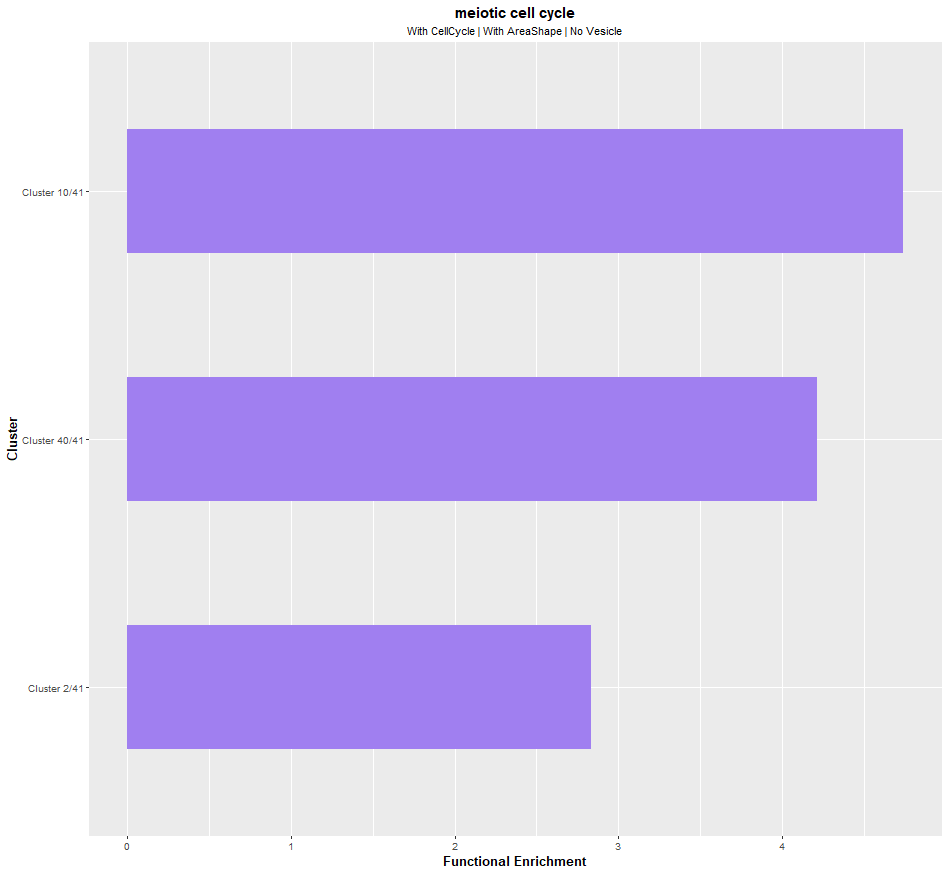 meiotic cell cycle
With CellCycle | With AreaShape | No Vesicle
Cluster
Cluster 10/41
Cluster 40/41
Cluster 2/41
0 1 2 3 4
Functional Enrichment